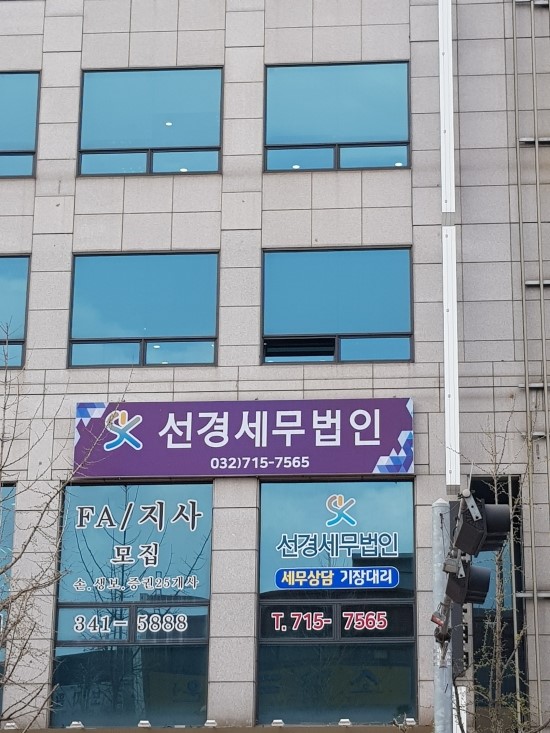 선경세무법인
032)715-7565
FA/지사
모집
손.생보.증권25개사
341-5888
선경세무법인
세무상담 기장대리
T. 715-7565